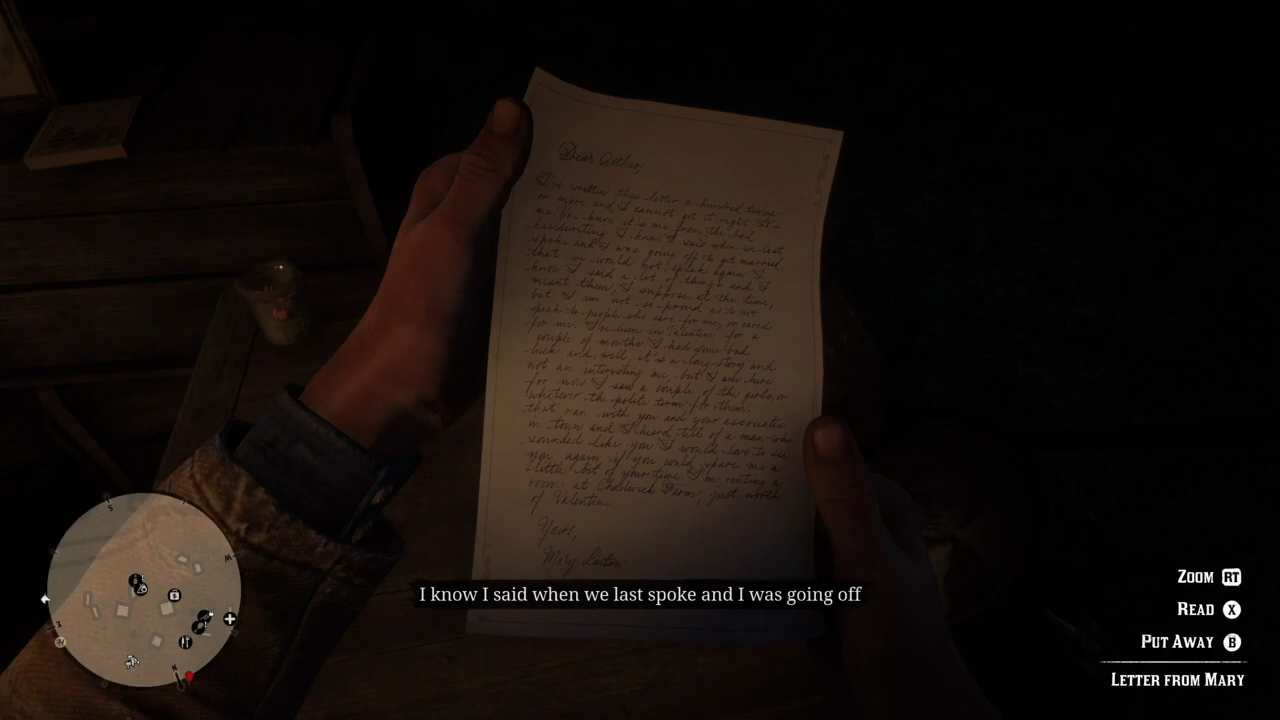 Dear Arthur,
I've written this letter a hundred times
or more and I cannot get it right. It's
me. You know it is me from the bad
handwriting. I know I said when we last
spoke and I was going off to get married,
that we would not speak again. I
know I said a lot of things and I
meant them, I suppose, at the time,
but I am not so proud as to not
speak to people who care for me, or cared
for me. I've been in Valentine for a
couple of months. I had some bad
luck and, well, it's a long story and
not an interesting one, but I am here
for now. I saw a couple of the girls, or
whatever the polite term for them,
that ran with you and your associates
in town and I heard tell of a man who
sounded like you. I would love to see
you again, if you could spare me a
little bit of your time. I'm renting a
room at Chadwick Farm, just north
of Valentine.
Yours,
Mary Linton
I know I said when we last spoke and I was going off
ZOOM RT
READ X
PUT AWAY B
LETTER FROM MARY
S
W
E
N